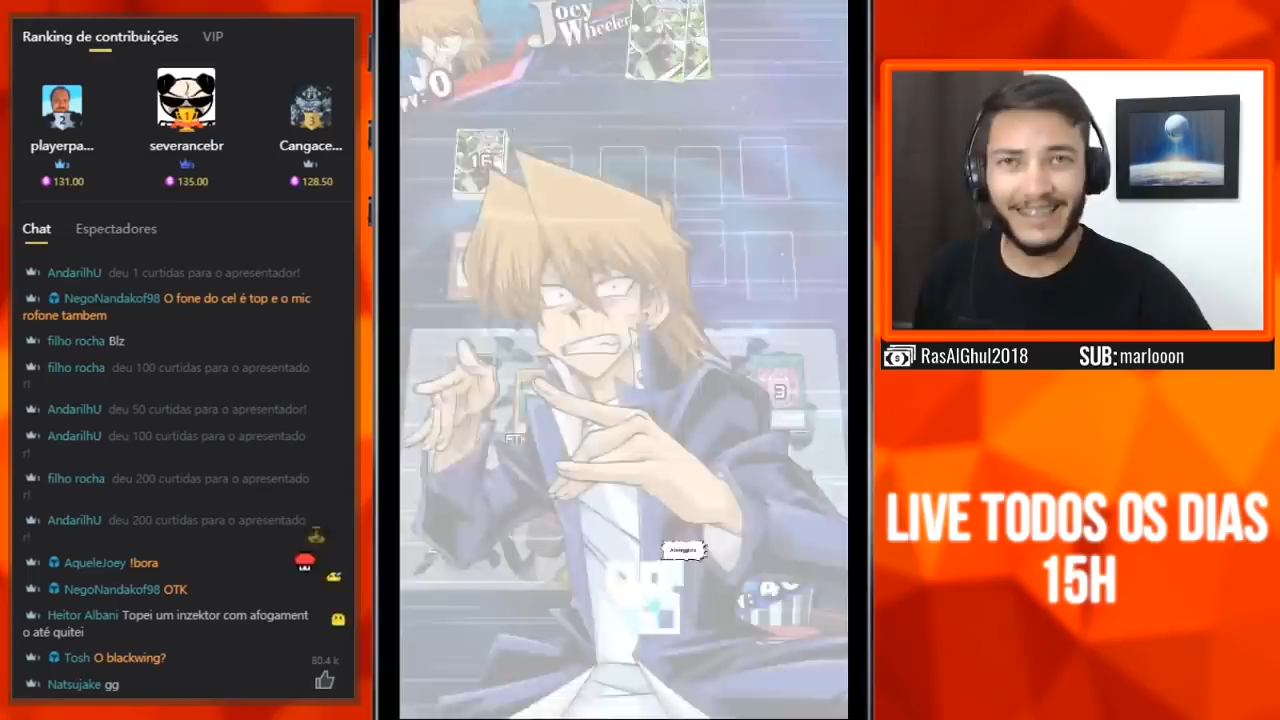 Ranking de contribuições
VIP
2
1
3
playerpa...
severancebr
Cangace...
131.00
135.00
128.50
Chat
Espectadores
AndarilhU deu 1 curtidas para o apresentador!
NegoNandakof98 O fone do cel é top e o mic
rofone tambem
filho rocha Blz
filho rocha deu 100 curtidas para o apresentado
r!
AndarilhU deu 50 curtidas para o apresentador!
AndarilhU deu 100 curtidas para o apresentado
r!
filho rocha deu 200 curtidas para o apresentado
r!
AndarilhU deu 200 curtidas para o apresentado
r!
AqueleJoey !bora
NegoNandakof98 OTK
Heitor Albani Topei um inzektor com afogament
o até quitei
Tosh O blackwing?
80.4 k
Natsujake gg
Joey
Wheeler
0
3
RasAlGhul2018
SUB: marlooon
LIVE TODOS OS DIAS
15H